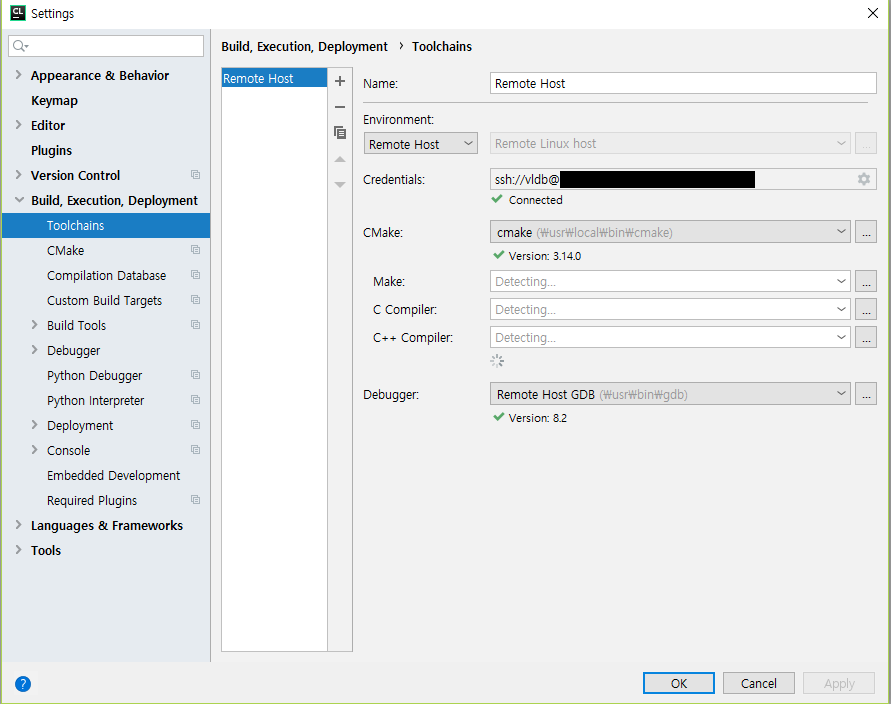 CL Settings
Build, Execution, Deployment › Toolchains
Appearance & Behavior
Keymap
Editor
Plugins
Version Control
Build, Execution, Deployment
Toolchains
CMake
Compilation Database
Custom Build Targets
Build Tools
Debugger
Python Debugger
Python Interpreter
Deployment
Console
Embedded Development
Required Plugins
Languages & Frameworks
Tools
Remote Host
Name: Remote Host
Environment:
Remote Host Remote Linux host ...
Credentials: ssh://vldb@
Connected
CMake: cmake (₩usr₩local₩bin₩cmake) ...
Version: 3.14.0
Make: Detecting... ...
C Compiler: Detecting... ...
C++ Compiler: Detecting... ...
Debugger: Remote Host GDB (₩usr₩bin₩gdb) ...
Version: 8.2
? OK Cancel Apply